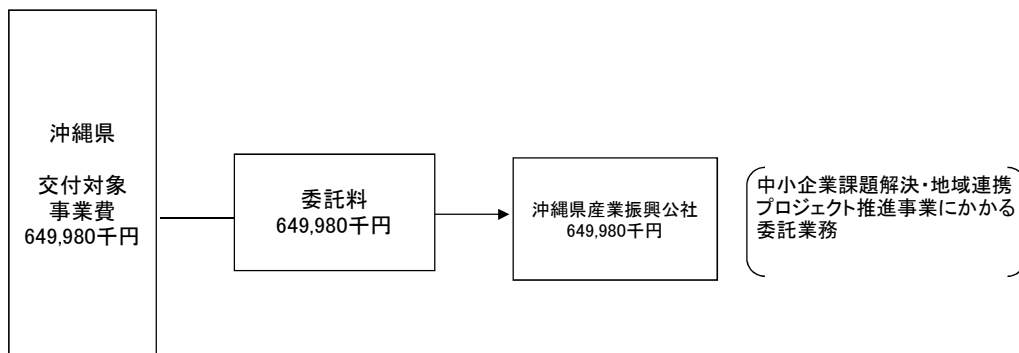 沖縄県
交付対象
事業費
649,980千円
委託料
649,980千円
沖縄県産業振興公社
649,980千円
中小企業課題解決・地域連携
プロジェクト推進事業にかかる
委託業務